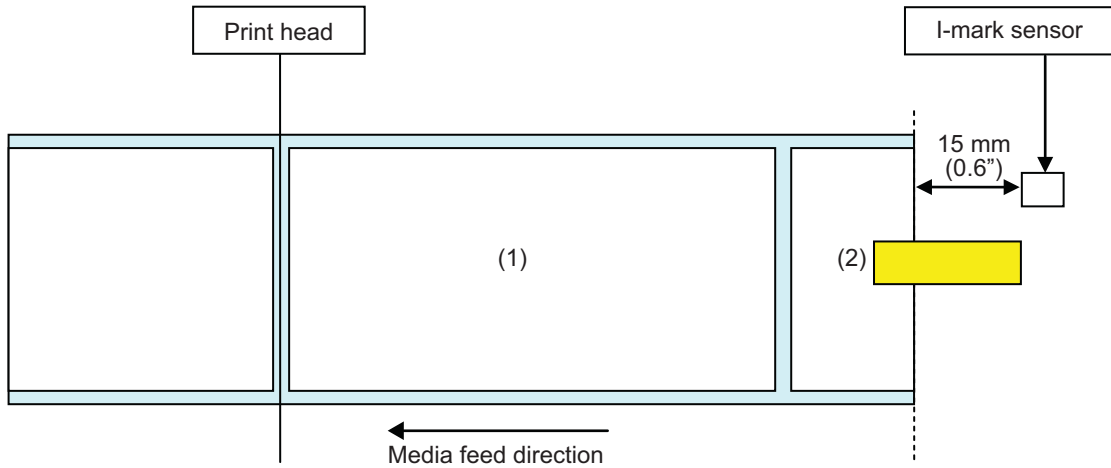 Print head
I-mark sensor
15 mm
(0.6”)
(1)
(2)
Media feed direction